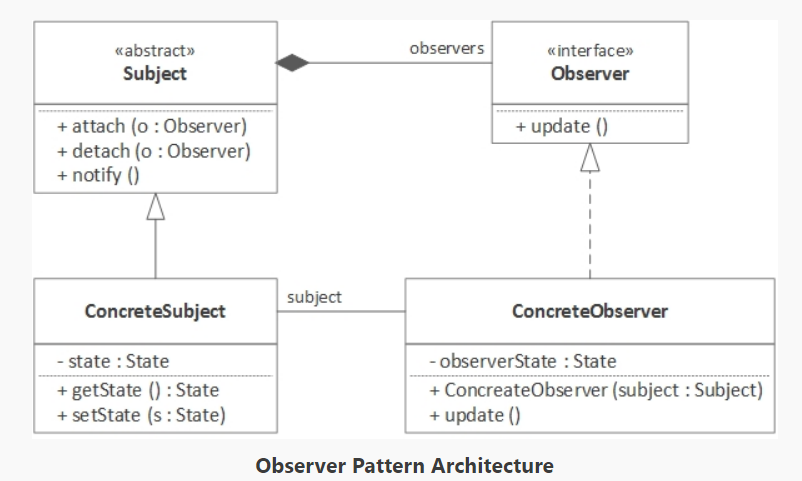 «abstract»
Subject
+ attach (o : Observer)
+ detach (o : Observer)
+ notify ()
observers
«interface»
Observer
+ update ()
ConcreteSubject
- state : State
+ getState () : State
+ setState (s : State)
subject
ConcreteObserver
- observerState : State
+ ConcreateObserver (subject : Subject)
+ update ()
Observer Pattern Architecture